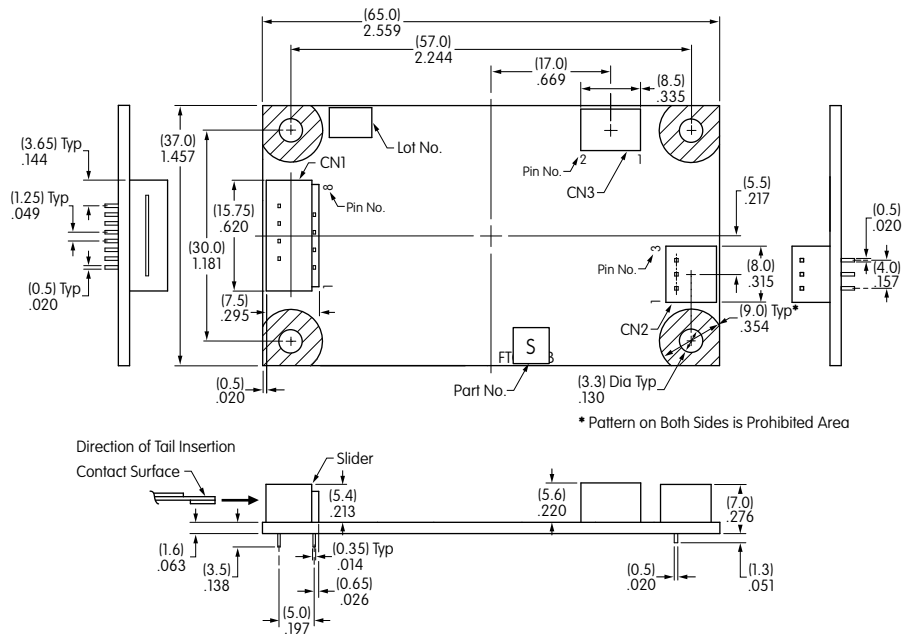 (65.0)
2.559
(57.0)
2.244
(17.0)
.669
(8.5)
.335
(37.0)
1.457
Lot No.
(3.65) Typ
.144
CN1
2
1
Pin No.
CN3
8
Pin No.
(5.5)
.217
(1.25) Typ
.049
(15.75)
.620
(0.5)
.020
(30.0)
1.181
3
Pin No.
(8.0)
.315
(4.0)
.157
(0.5) Typ
.020
1
1
(7.5)
.295
CN2
(9.0) Typ*
.354
S
(3.3) Dia Typ
.130
(0.5)
.020
Part No.
* Pattern on Both Sides is Prohibited Area
Direction of Tail Insertion
Contact Surface
Slider
(5.4)
.213
(5.6)
.220
(7.0)
.276
(1.6)
.063
(3.5)
.138
(0.35) Typ
.014
(0.65)
.026
(5.0)
.197
(0.5)
.020
(1.3)
.051